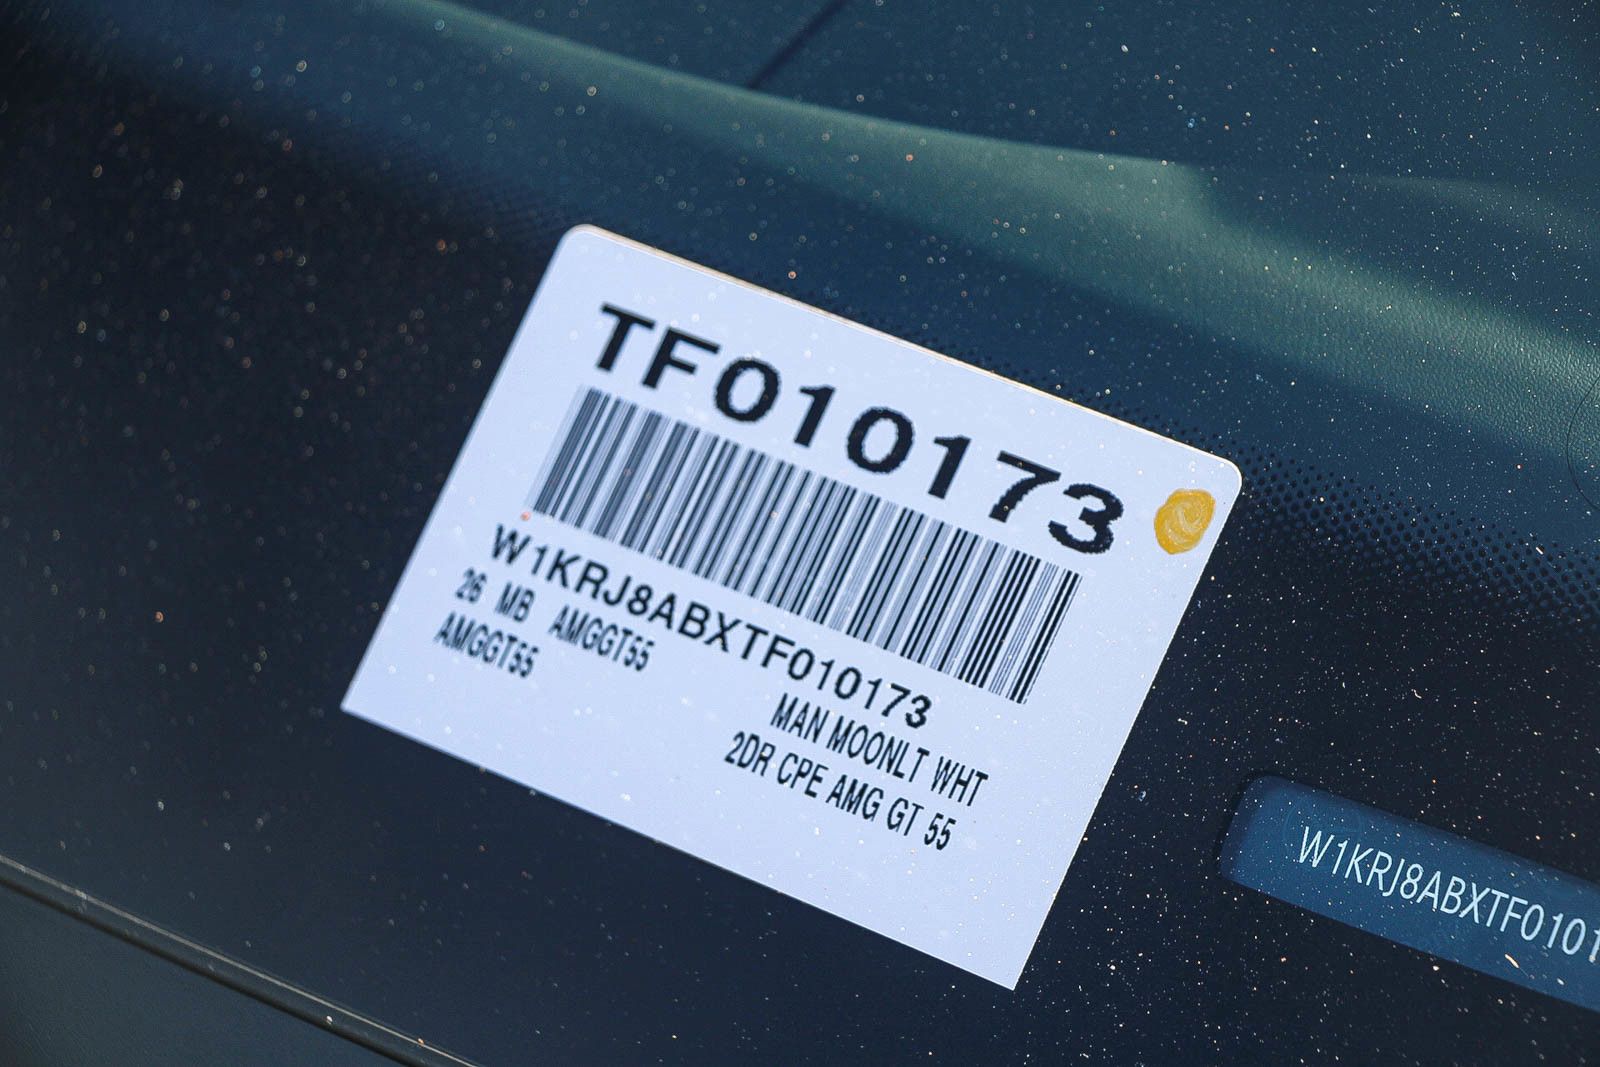 TF010173
W1KRJ8ABXTF010173
26 MB AMGGT55 MAN MOONLT WHT
AMGGT55 2DR CPE AMG GT 55
W1KRJ8ABXTF0101